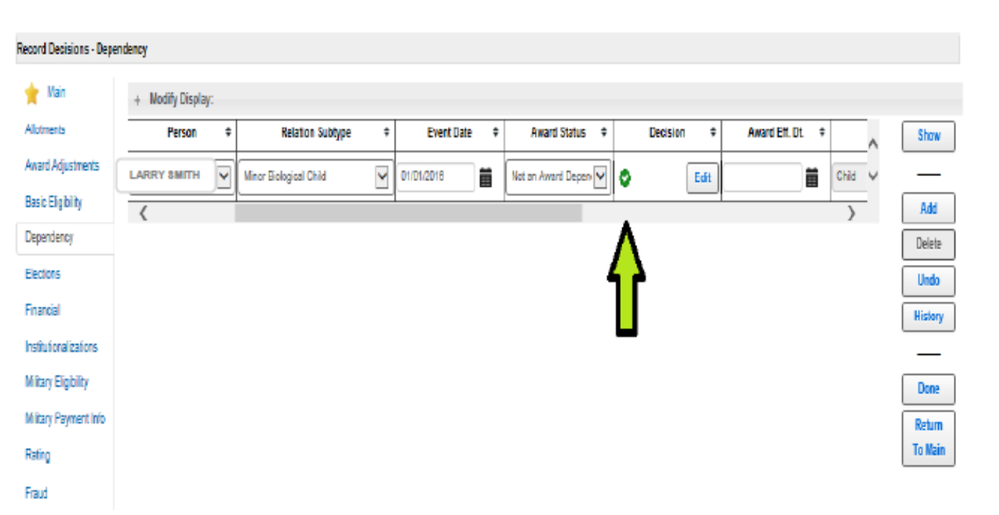 Record Decisions - Dependency
Main
+ Modify Display:
Allotments
Person
Relation Subtype
Event Date
Award Status
Decision
Award Eff. Dt.
Show
Award Adjustments
LARRY SMITH
Minor Biological Child
01/01/2016
Not an Award Depen
Edit
Child
Basic Eligibility
Add
Dependency
Delete
Elections
Undo
Financial
History
Institutionalizations
Military Eligibility
Done
Military Payment Info
Return
To Main
Rating
Fraud